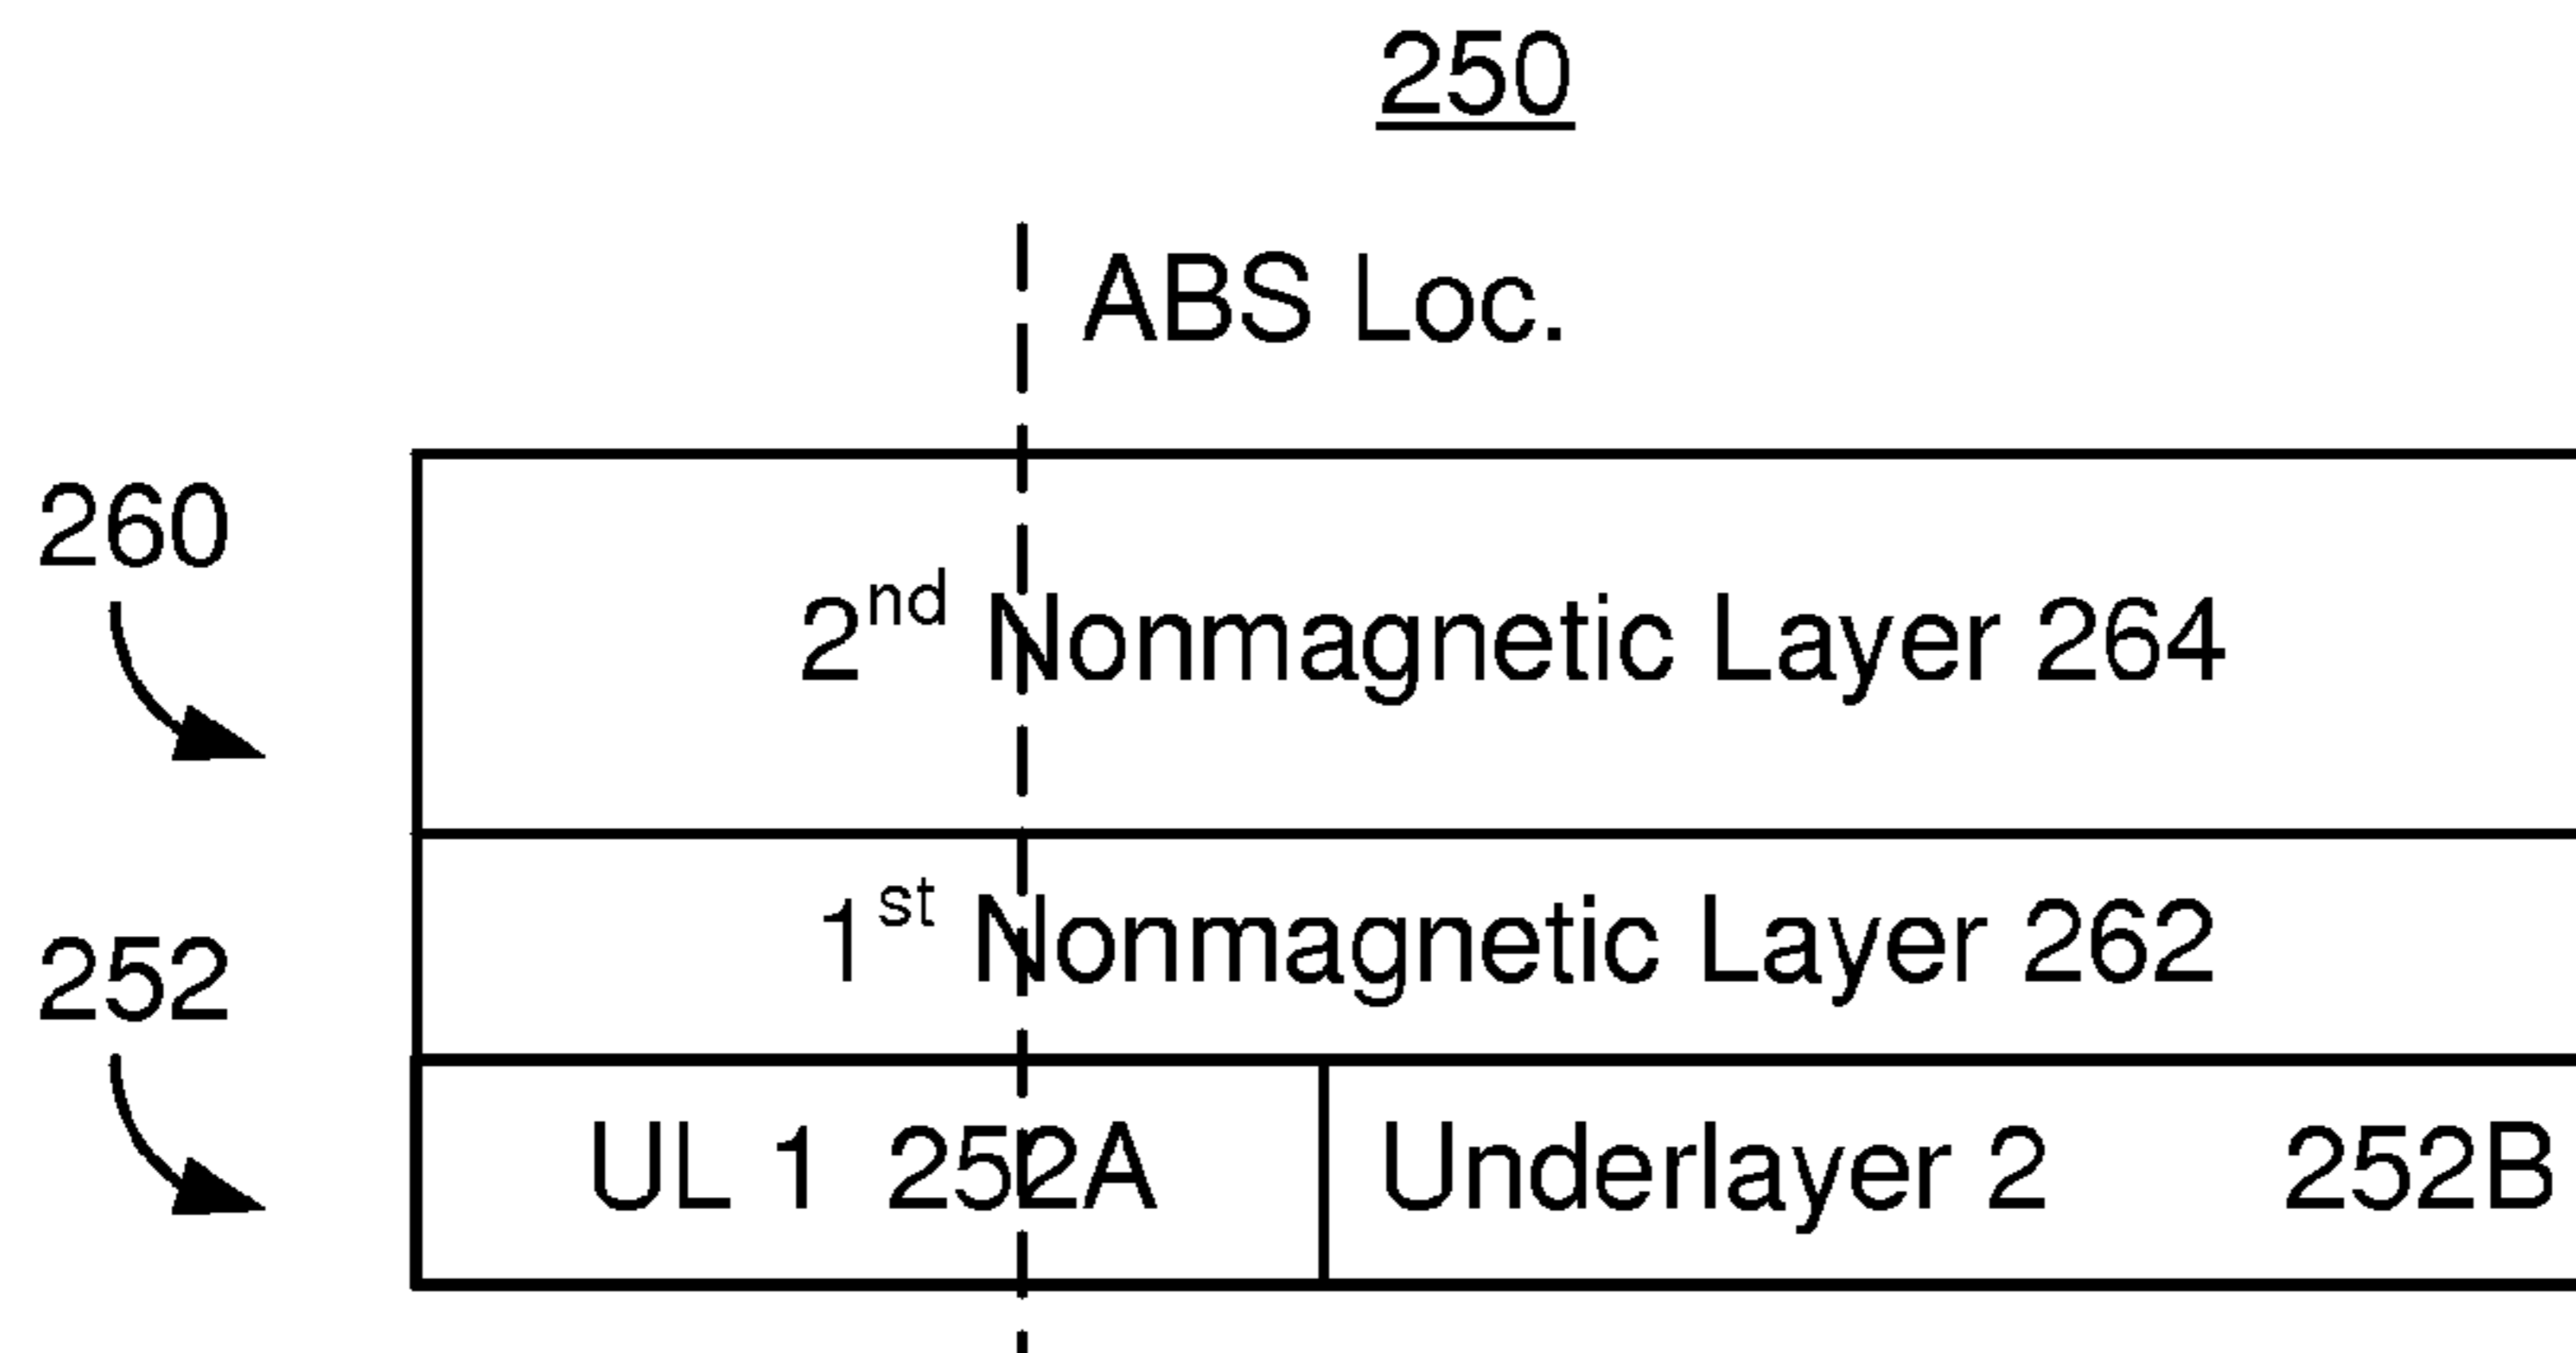 250
ABS Loc.
260
2nd Nonmagnetic Layer 264
1st Nonmagnetic Layer 262
252
UL 1 252A
Underlayer 2 252B